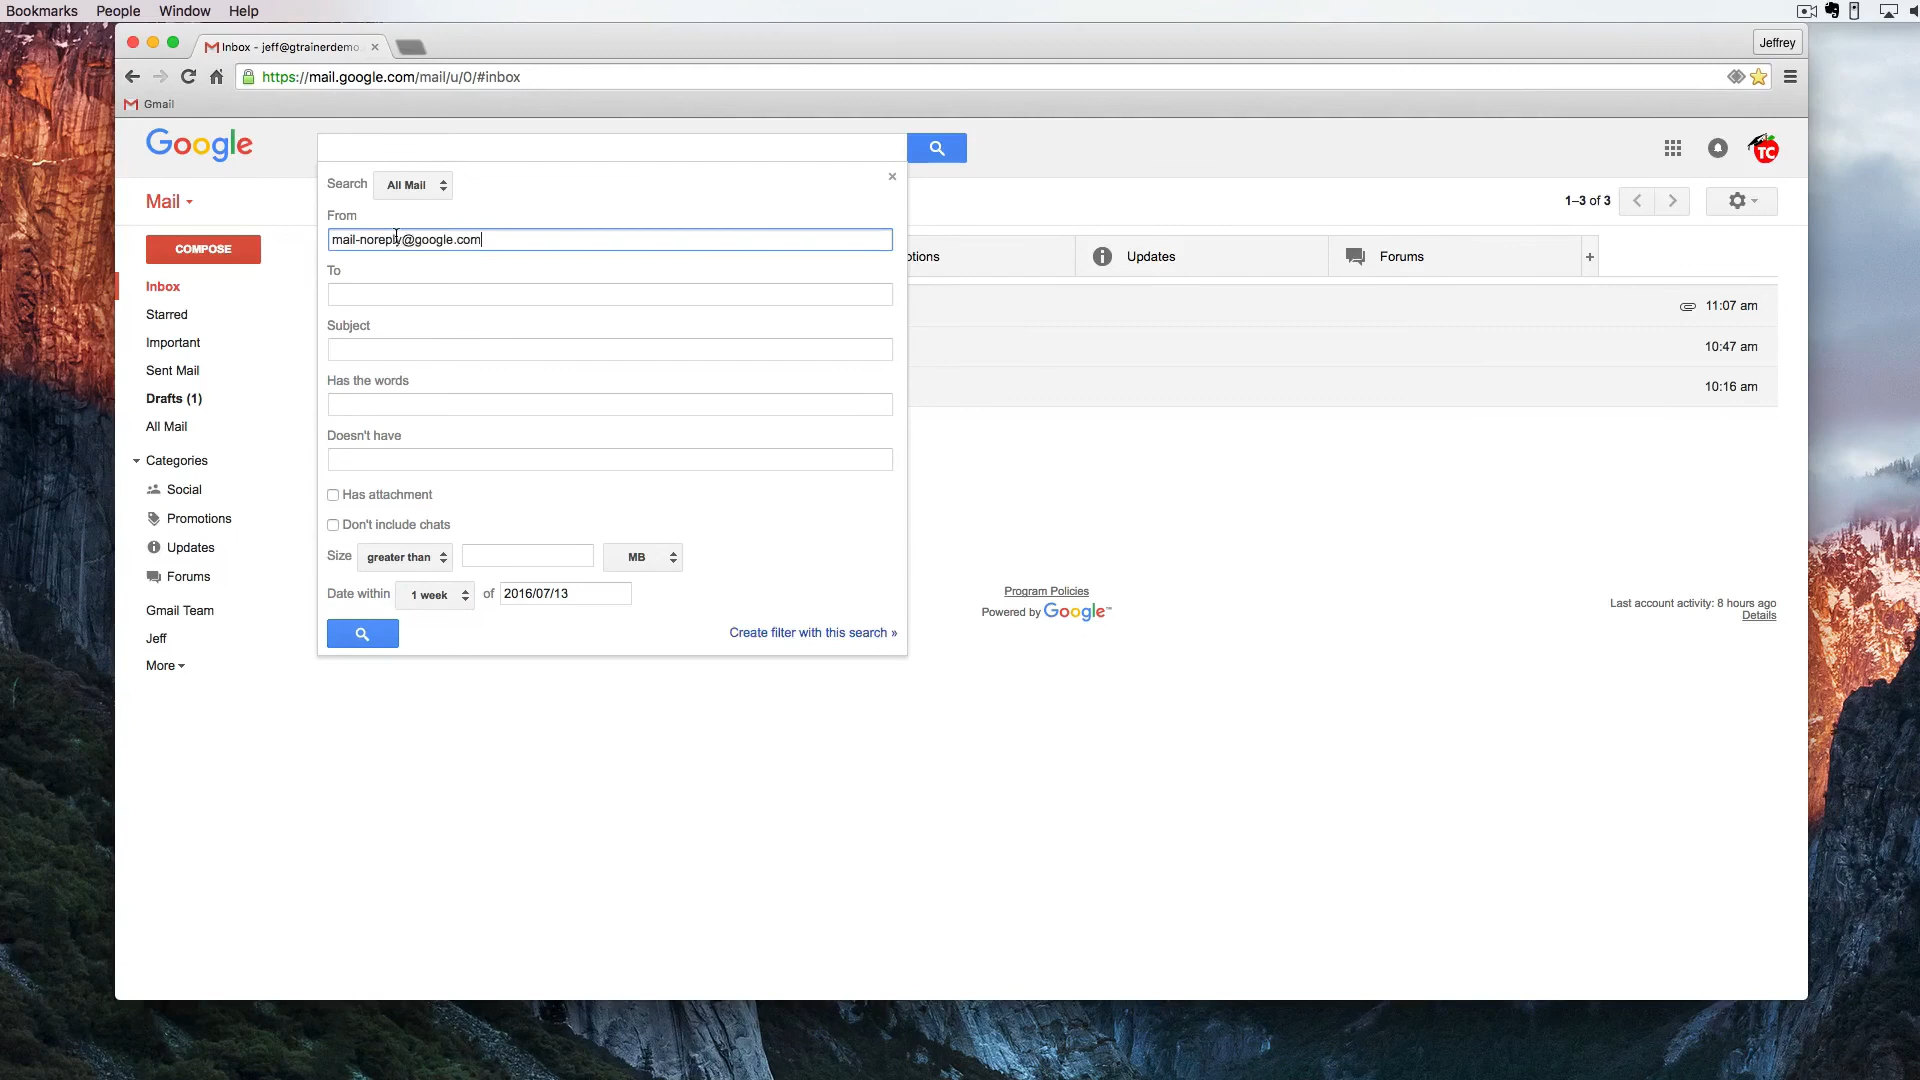 Bookmarks People Window Help
Inbox - jeff@gtrainerdemo
Jeffrey
https://mail.google.com/mail/u/0/#inbox
Gmail
Google
Search All Mail
TC
Mail
1–3 of 3
From
COMPOSE
mail-noreply@google.com
otions
Updates
Forums
To
Inbox
11:07 am
Starred
Subject
Important
10:47 am
Sent Mail
Has the words
10:16 am
Drafts (1)
All Mail
Doesn't have
Categories
Social
Has attachment
Promotions
Don't include chats
Updates
Size greater than MB
Forums
Date within 1 week of 2016/07/13
Program Policies
Powered by Google™
Last account activity: 8 hours ago
Details
Gmail Team
Create filter with this search »
Jeff
More